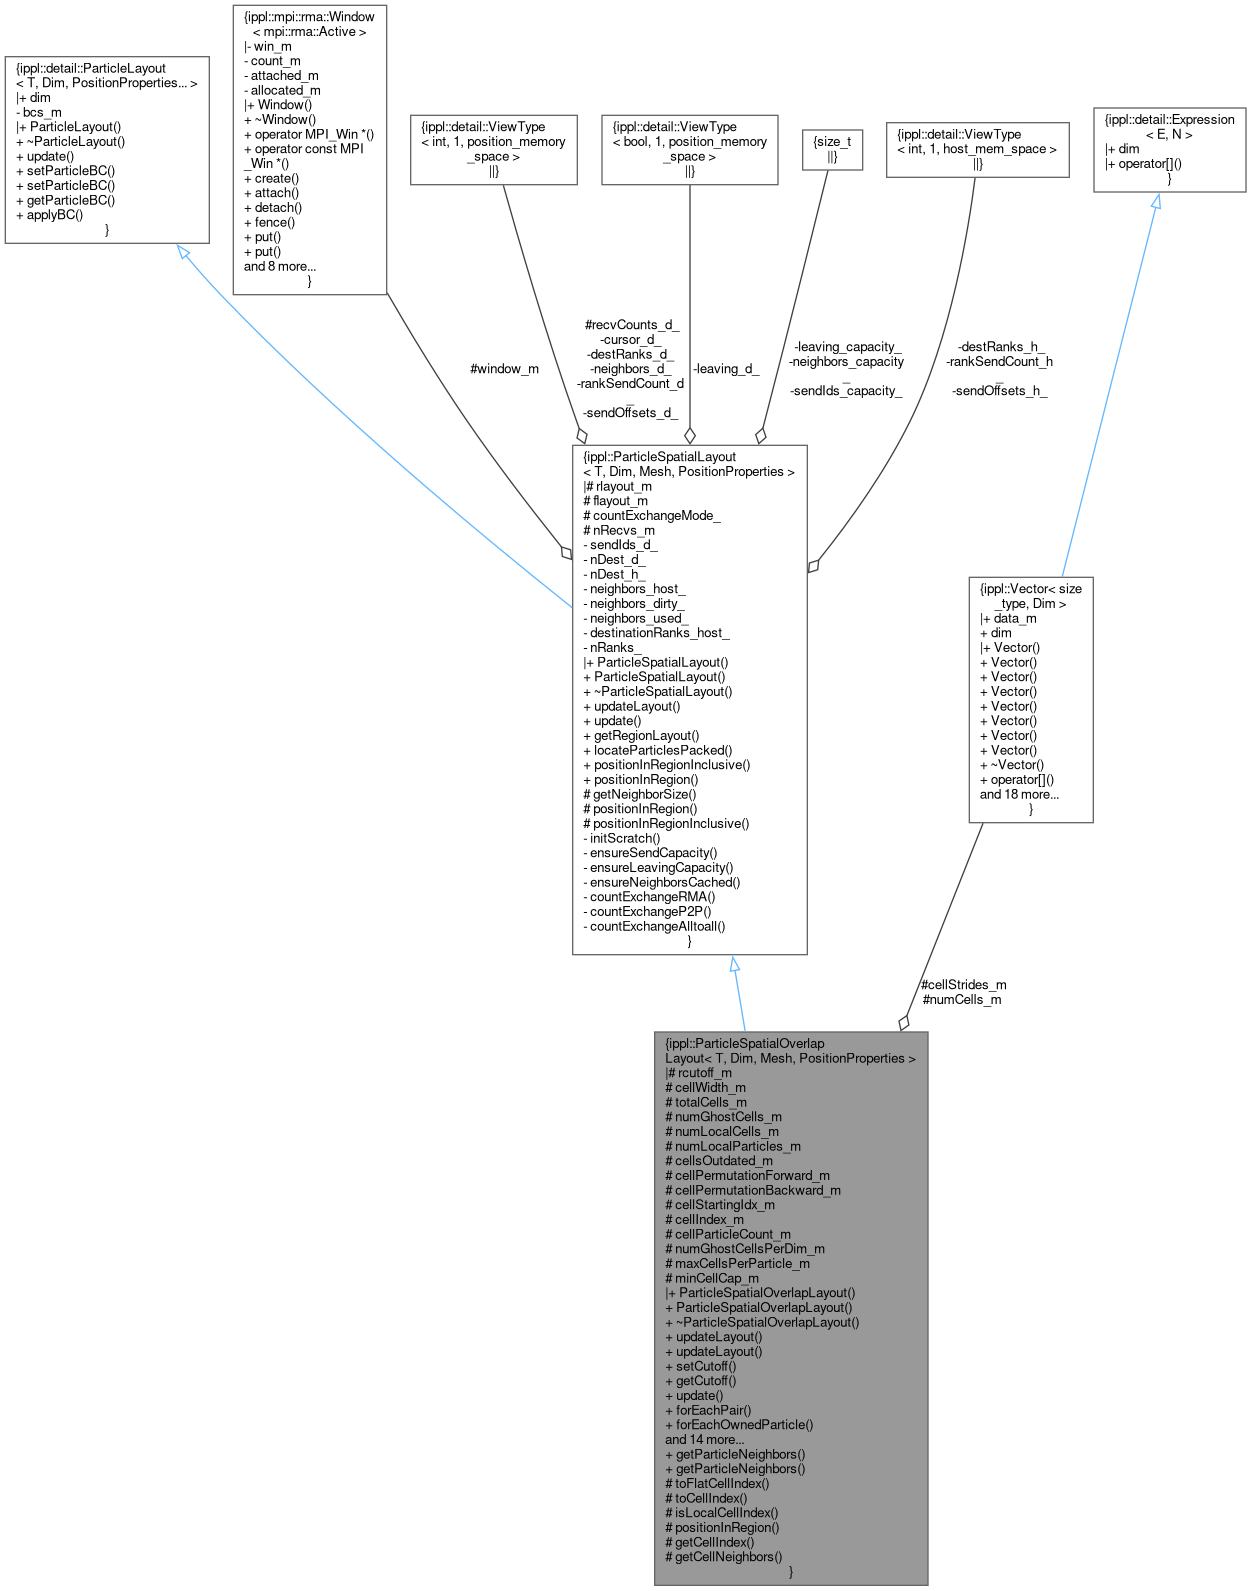 {ippl::mpi::rma::Window
< mpi::rma::Active >
|- win_m
- count_m
- attached_m
- allocated_m
|+ Window()
+ ~Window()
+ operator MPI_Win *()
+ operator const MPI
_Win *()
+ create()
+ attach()
+ detach()
+ fence()
+ put()
+ put()
and 8 more...
}
{ippl::detail::ParticleLayout
< T, Dim, PositionProperties... >
|+ dim
- bcs_m
|+ ParticleLayout()
+ ~ParticleLayout()
+ update()
+ setParticleBC()
+ setParticleBC()
+ getParticleBC()
+ applyBC()
}
{ippl::detail::ViewType
< int, 1, position_memory
_space >
||}
{ippl::detail::ViewType
< bool, 1, position_memory
_space >
||}
{size_t
||}
{ippl::detail::ViewType
< int, 1, host_mem_space >
||}
{ippl::detail::Expression
< E, N >
|+ dim
|+ operator[]()
}
#window_m
#recvCounts_d_
-cursor_d_
-destRanks_d_
-neighbors_d_
-rankSendCount_d
_
-sendOffsets_d_
-leaving_d_
-leaving_capacity_
-neighbors_capacity
_
-sendIds_capacity_
-destRanks_h_
-rankSendCount_h
_
-sendOffsets_h_
{ippl::ParticleSpatialLayout
< T, Dim, Mesh, PositionProperties >
|# rlayout_m
# flayout_m
# countExchangeMode_
# nRecvs_m
- sendIds_d_
- nDest_d_
- nDest_h_
- neighbors_host_
- neighbors_dirty_
- neighbors_used_
- destinationRanks_host_
- nRanks_
|+ ParticleSpatialLayout()
+ ParticleSpatialLayout()
+ ~ParticleSpatialLayout()
+ updateLayout()
+ update()
+ getRegionLayout()
+ locateParticlesPacked()
+ positionInRegionInclusive()
+ positionInRegion()
# getNeighborSize()
# positionInRegion()
# positionInRegionInclusive()
- initScratch()
- ensureSendCapacity()
- ensureLeavingCapacity()
- ensureNeighborsCached()
- countExchangeRMA()
- countExchangeP2P()
- countExchangeAlltoall()
}
{ippl::Vector< size
_type, Dim >
|+ data_m
+ dim
|+ Vector()
+ Vector()
+ Vector()
+ Vector()
+ Vector()
+ Vector()
+ Vector()
+ Vector()
+ ~Vector()
+ operator[]()
and 18 more...
}
#cellStrides_m
#numCells_m
{ippl::ParticleSpatialOverlap
Layout< T, Dim, Mesh, PositionProperties >
|# rcutoff_m
# cellWidth_m
# totalCells_m
# numGhostCells_m
# numLocalCells_m
# numLocalParticles_m
# cellsOutdated_m
# cellPermutationForward_m
# cellPermutationBackward_m
# cellStartingIdx_m
# cellIndex_m
# cellParticleCount_m
# numGhostCellsPerDim_m
# maxCellsPerParticle_m
# minCellCap_m
|+ ParticleSpatialOverlapLayout()
+ ParticleSpatialOverlapLayout()
+ ~ParticleSpatialOverlapLayout()
+ updateLayout()
+ updateLayout()
+ setCutoff()
+ getCutoff()
+ update()
+ forEachPair()
+ forEachOwnedParticle()
and 14 more...
+ getParticleNeighbors()
+ getParticleNeighbors()
# toFlatCellIndex()
# toCellIndex()
# isLocalCellIndex()
# positionInRegion()
# getCellIndex()
# getCellNeighbors()
}